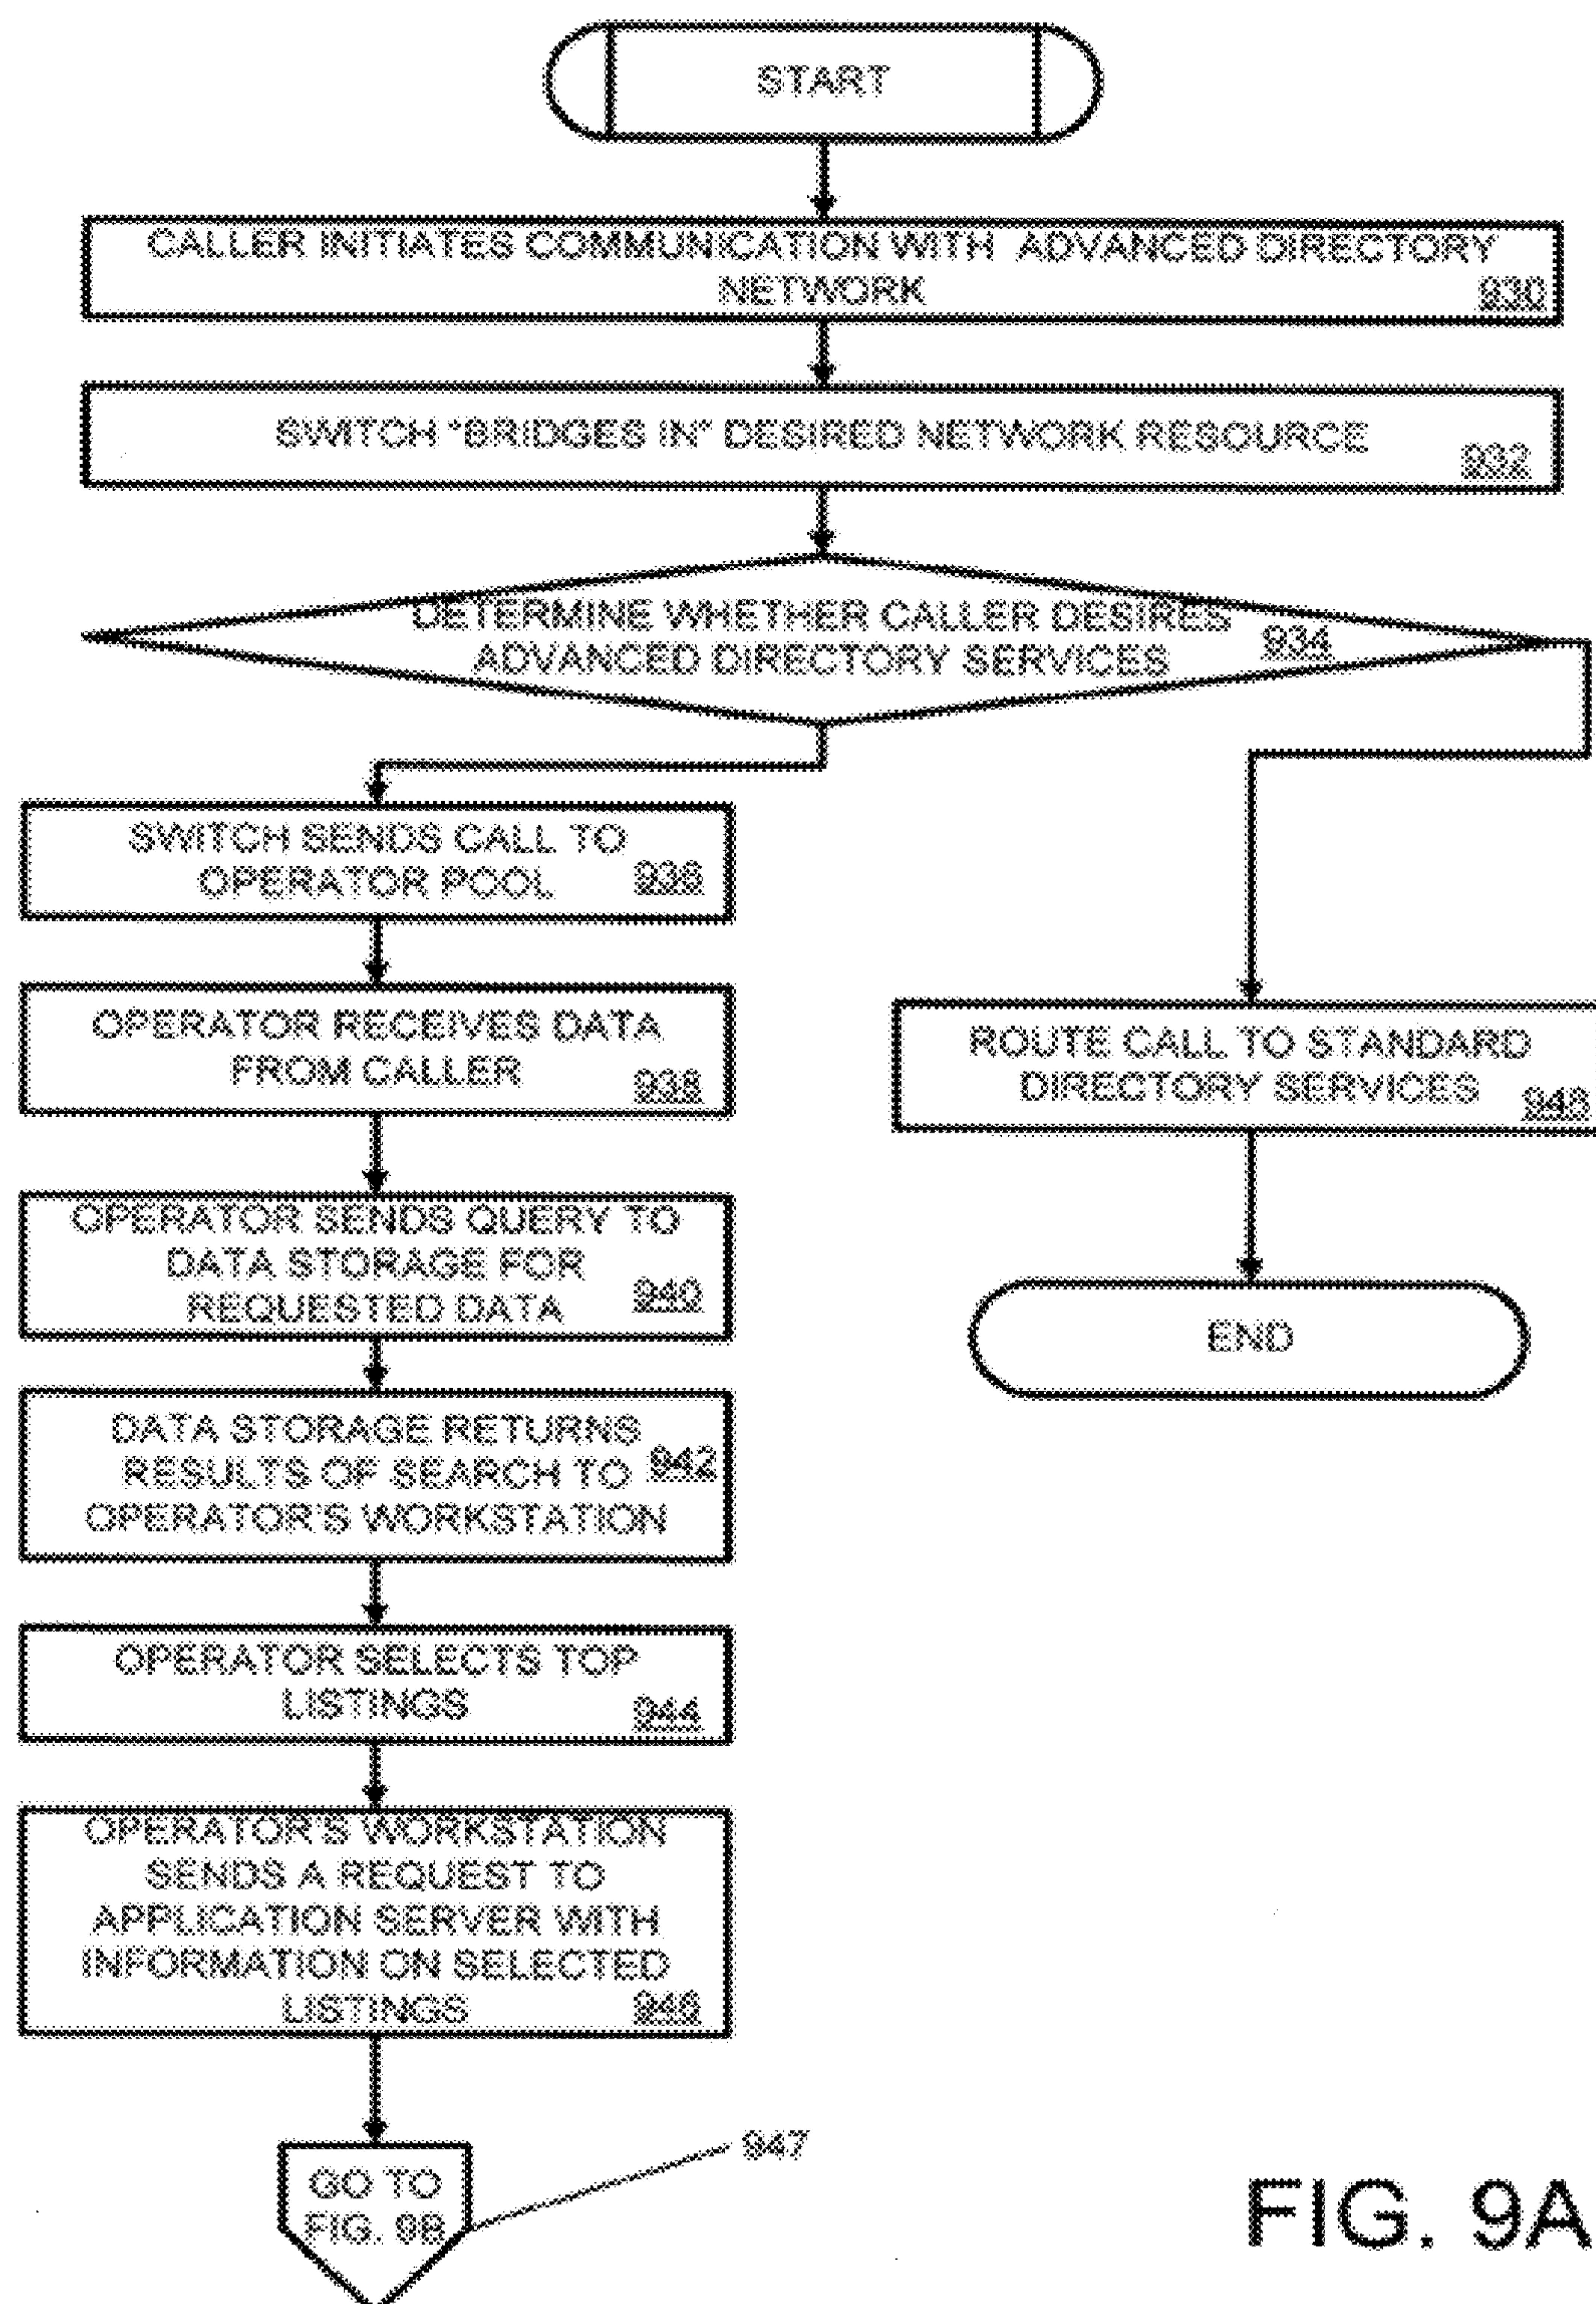 START
CALLER INITIATES COMMUNICATION WITH ADVANCED DIRECTORY
NETWORK
930
SWITCH "BRIDGES IN" DESIRED NETWORK RESOURCE
932
DETERMINE WHETHER CALLER DESIRES
ADVANCED DIRECTORY SERVICES
934
SWITCH SENDS CALL TO
OPERATOR POOL
936
OPERATOR RECEIVES DATA
FROM CALLER
938
ROUTE CALL TO STANDARD
DIRECTORY SERVICES
948
OPERATOR SENDS QUERY TO
DATA STORAGE FOR
REQUESTED DATA
940
END
DATA STORAGE RETURNS
RESULTS OF SEARCH TO
OPERATOR'S WORKSTATION
942
OPERATOR SELECTS TOP
LISTINGS
944
OPERATOR'S WORKSTATION
SENDS A REQUEST TO
APPLICATION SERVER WITH
INFORMATION ON SELECTED
LISTINGS
946
947
GO TO
FIG. 9B
FIG. 9A